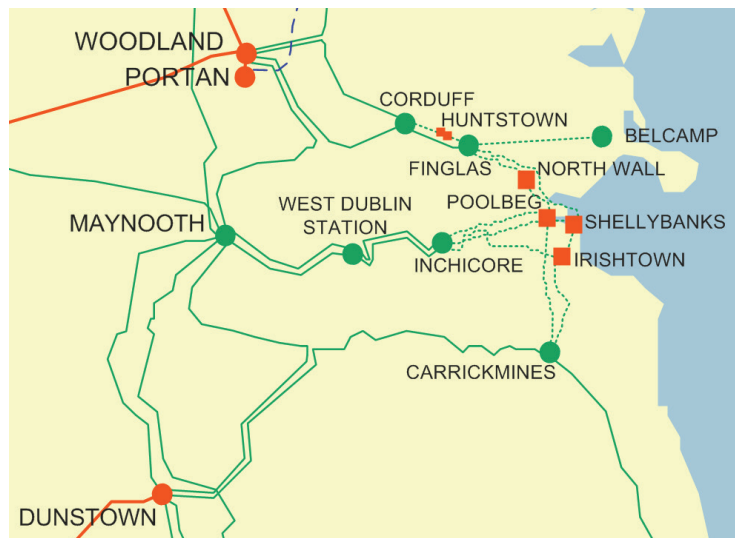 WOODLAND
PORTAN
CORDUFF
HUNTSTOWN
BELCAMP
FINGLAS
NORTH WALL
POOLBEG
WEST DUBLIN
STATION
SHELLYBANKS
MAYNOOTH
INCHICORE
IRISHTOWN
CARRICKMINES
DUNSTOWN